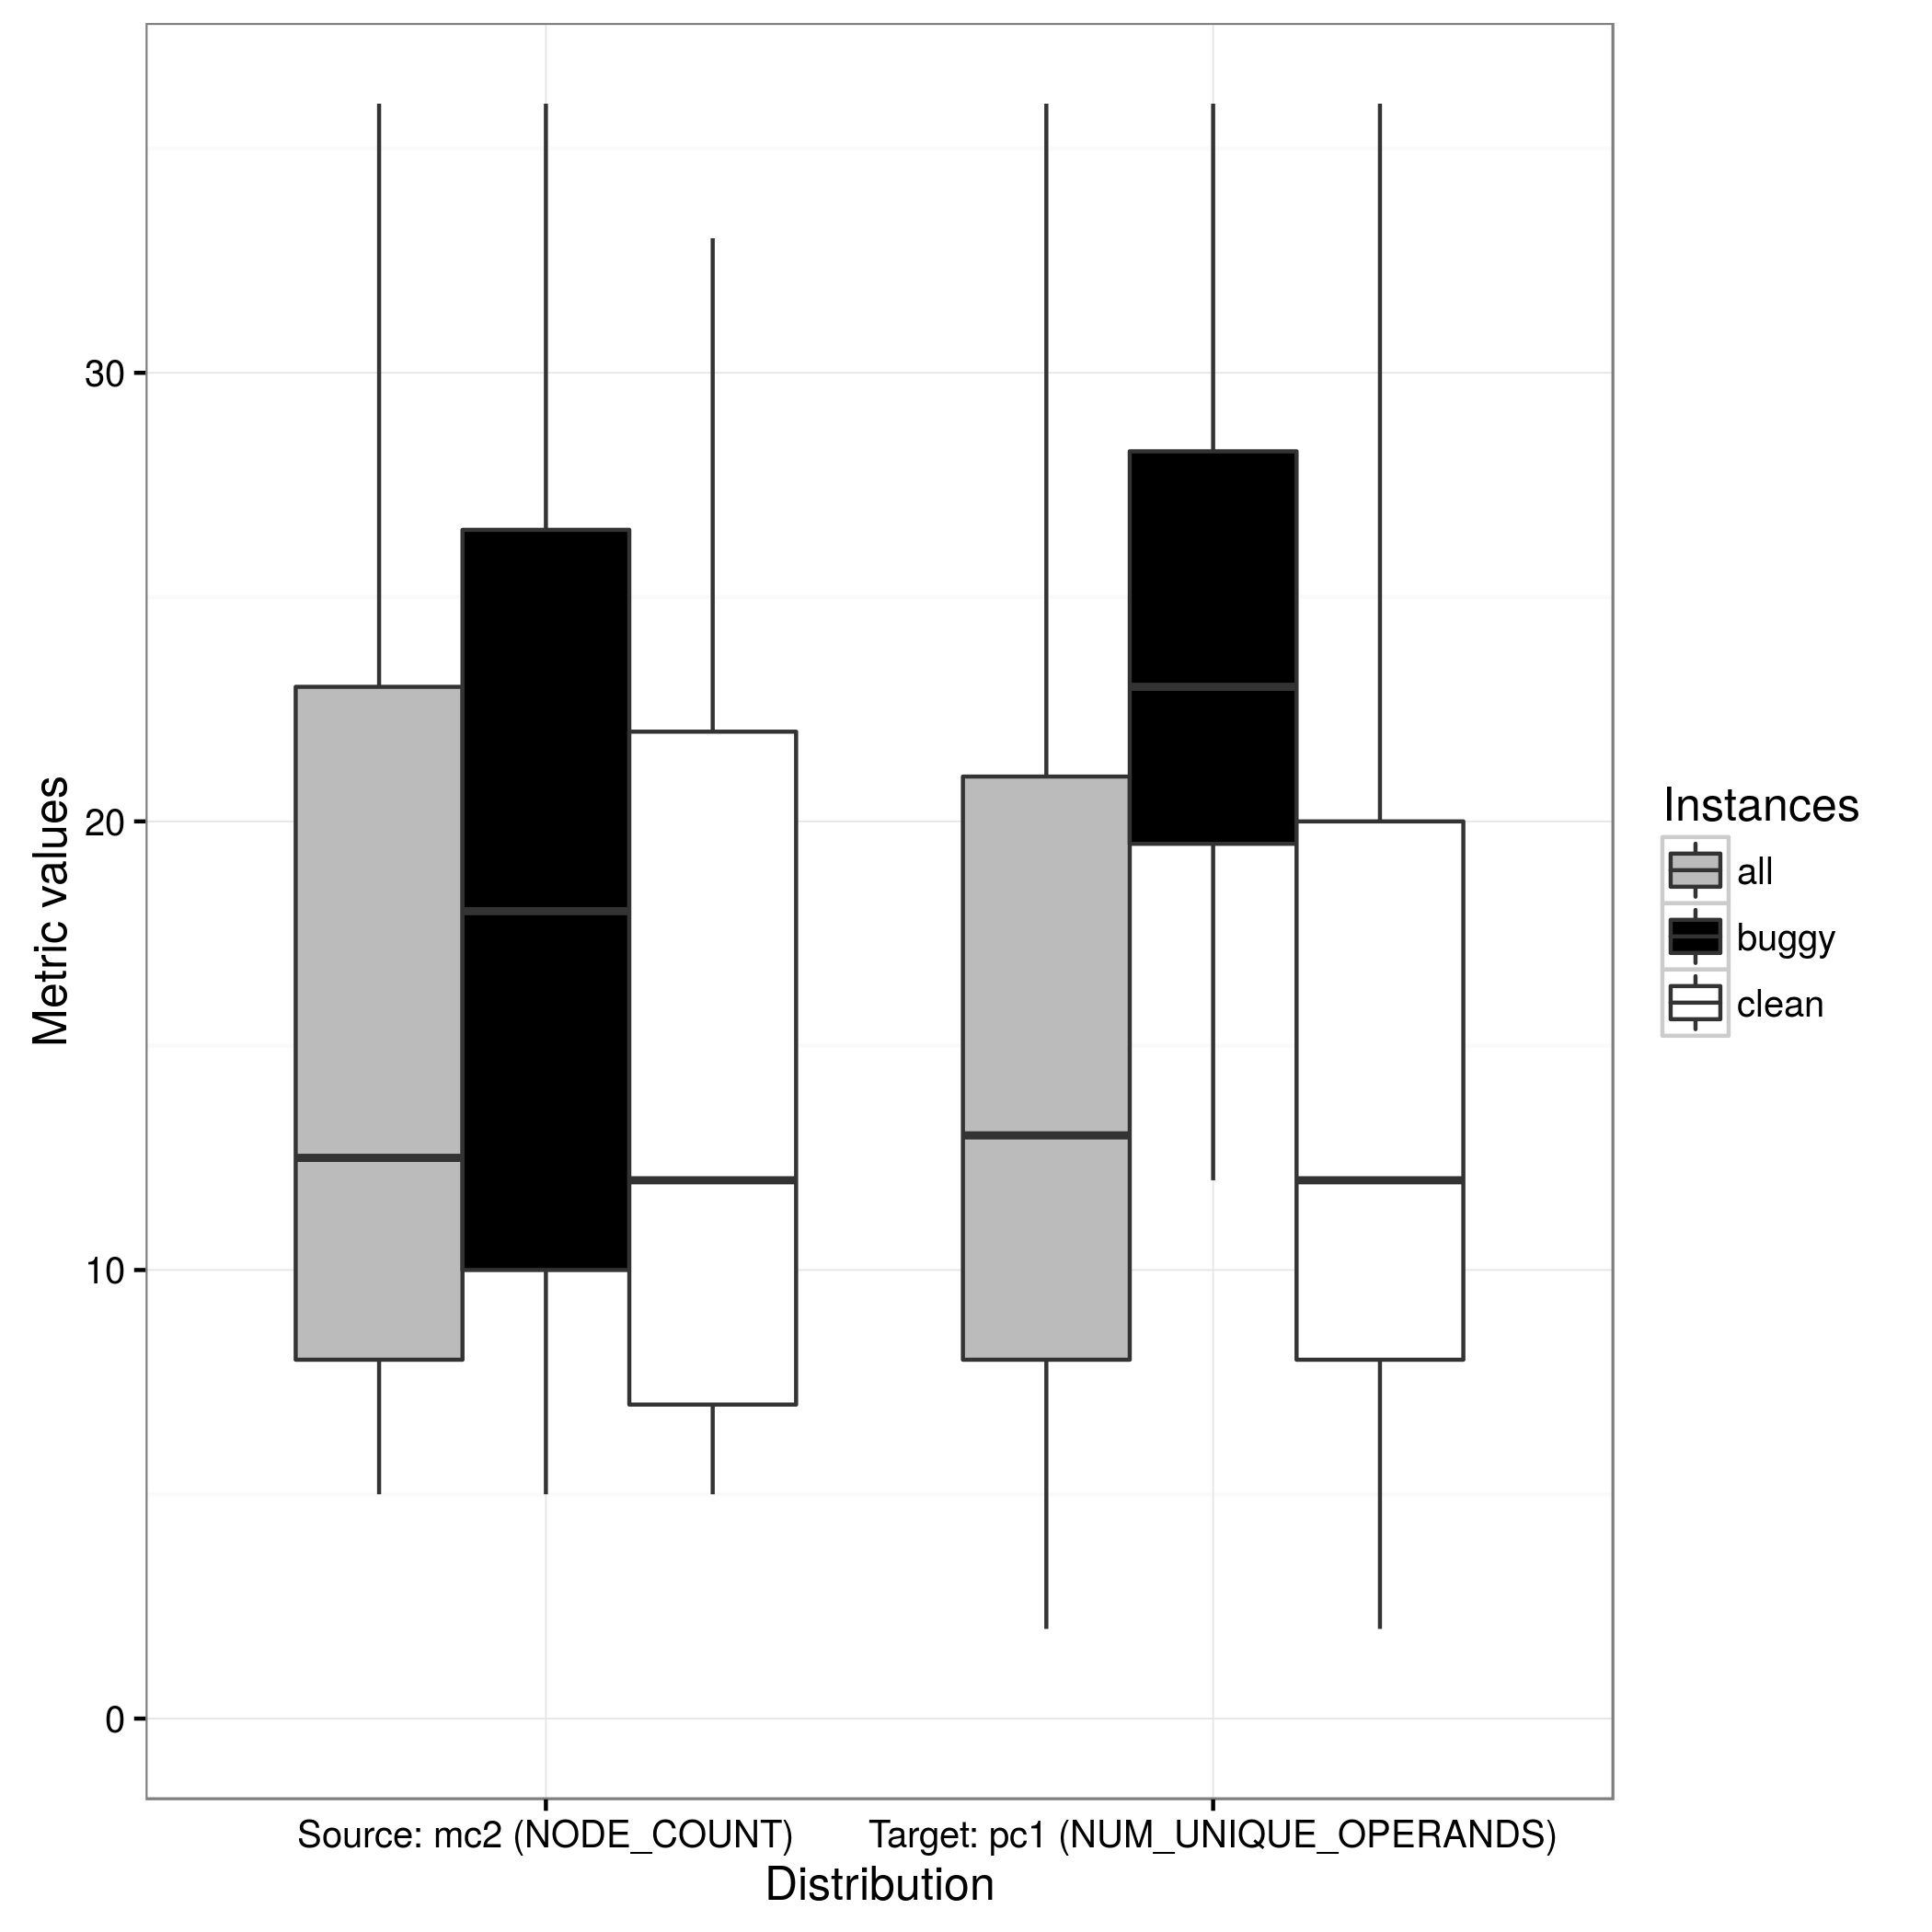 Metric values
30
20
10
0
Source: mc2 (NODE_COUNT)
Target: pc1 (NUM_UNIQUE_OPERANDS)
Distribution
Instances
all
buggy
clean